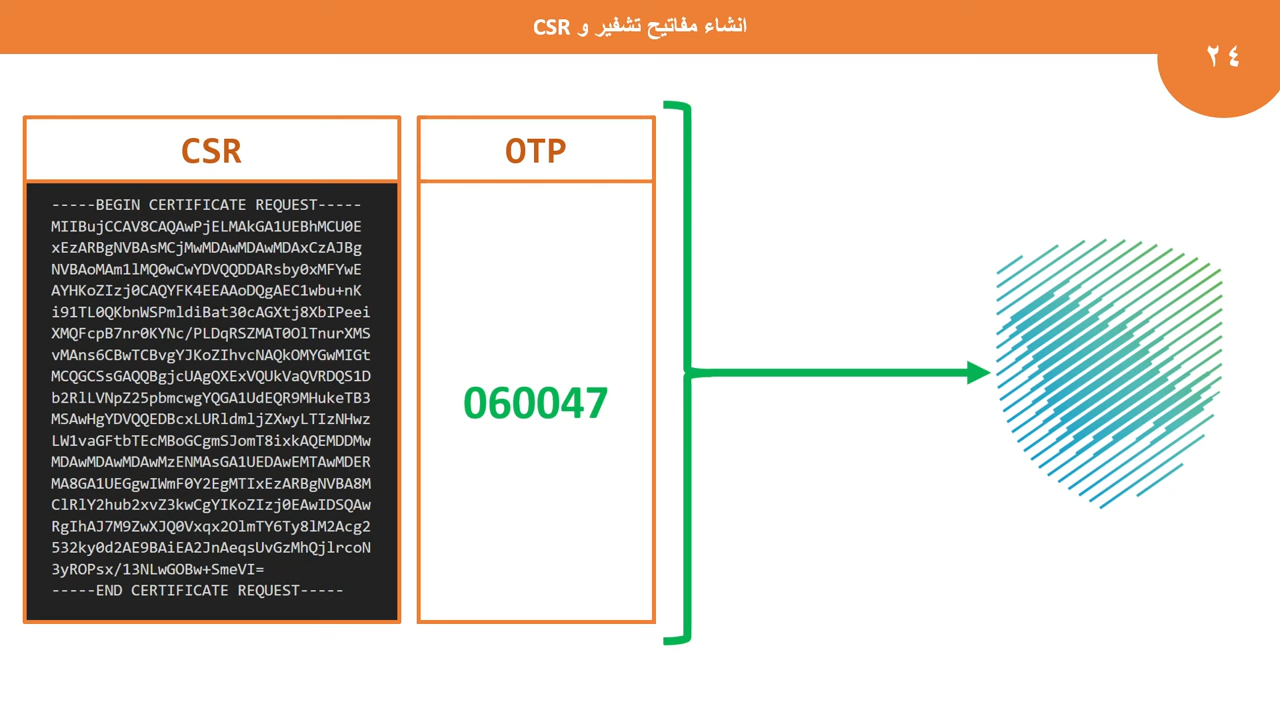 انشاء مفاتيح تشفير و CSR
٢٤
CSR
-----BEGIN CERTIFICATE REQUEST-----
MIIBujCCAV8CAQAwPjELMAkGA1UEBhMCU0E
xEzARBgNVBAsMCjMwMDAwMDAwMDAxCzAJBg
NVBAoMAm1lMQ0wCwYDVQQDDARsby0xMFYwE
AYHKoZIzj0CAQYFK4EEAAoDQgAEC1wbu+nK
i91TL0QKbnWSPmldiBat30cAGXtj8XbIPeei
XMQFcpB7nr0KYNc/PLDqRSZMAT0OlTnurXMS
vMAns6CBwTCBvgYJKoZIhvcNAQkOMYGwMIGt
MCQGCSsGAQQBgjcUAgQXExVQUkVaQVRDQS1D
b2RlLVNpZ25pbmcwgYQGA1UdEQR9MHukeTB3
MSAwHgYDVQQEDBcxLURldmljZXwyLTIzNHwz
LW1vaGFtbTEcMBoGCgmSJomT8ixkAQEMDDMw
MDAwMDAwMDAwMzENMAsGA1UEDAwEMTAwMDER
MA8GA1UEGgwIWmF0Y2EgMTIxEzARBgNVBA8M
ClRlY2hub2xvZ3kwCgYIKoZIzj0EAwIDSQAw
RgIhAJ7M9ZwXJQ0Vxqx2OlmTY6Ty8lM2Acg2
532ky0d2AE9BAiEA2JnAeqsUvGzMhQjlrcoN
3yROPsx/13NLwGOBw+SmeVI=
-----END CERTIFICATE REQUEST-----
OTP
060047